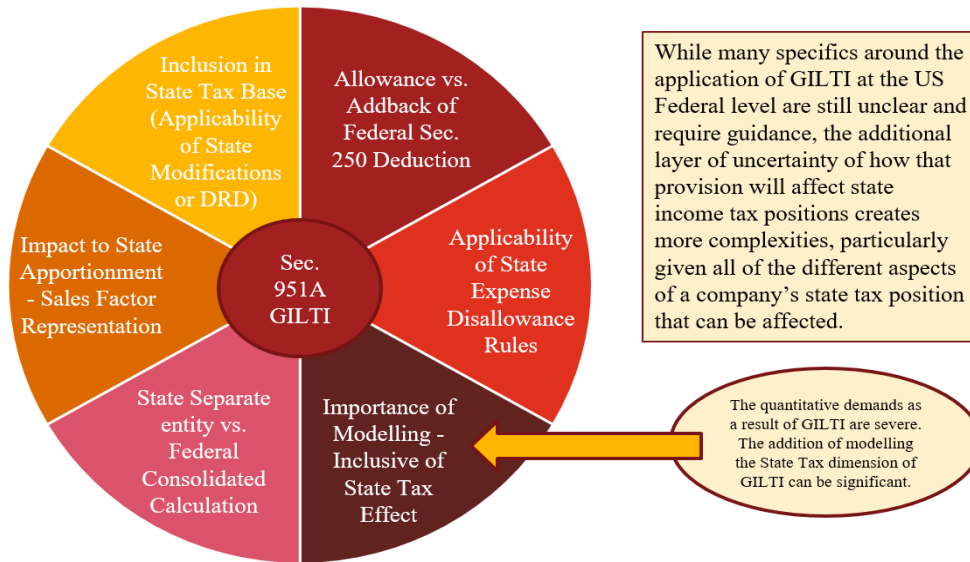 Inclusion in
State Tax Base
(Applicability
of State
Modifications
or DRD)
Allowance vs.
Addback of
Federal Sec.
250 Deduction
Applicability
of State
Expense
Disallowance
Rules
Importance of
Modelling -
Inclusive of
State Tax
Effect
State Separate
entity vs.
Federal
Consolidated
Calculation
Impact to State
Apportionment
- Sales Factor
Representation
Sec.
951A
GILTI
While many specifics around the
application of GILTI at the US
Federal level are still unclear and
require guidance, the additional
layer of uncertainty of how that
provision will affect state
income tax positions creates
more complexities, particularly
given all of the different aspects
of a company’s state tax position
that can be affected.
The quantitative demands as
a result of GILTI are severe.
The addition of modelling
the State Tax dimension of
GILTI can be significant.